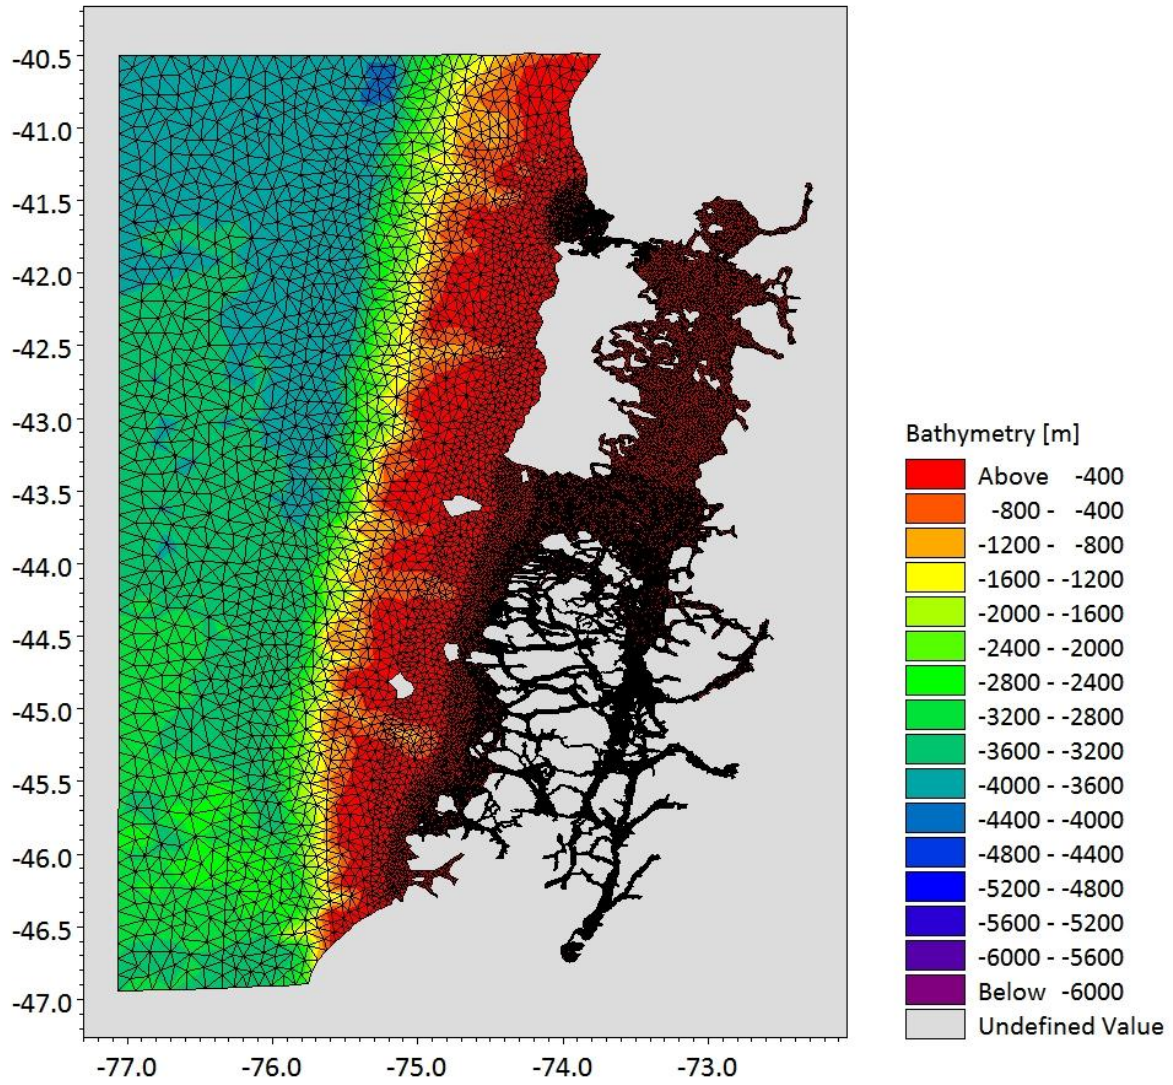 -40.5
-41.0
-41.5
-42.0
-42.5
-43.0
-43.5
-44.0
-44.5
-45.0
-45.5
-46.0
-46.5
-47.0
-77.0 -76.0 -75.0 -74.0 -73.0
Bathymetry [m]
Above -400
-800 - -400
-1200 - -800
-1600 - -1200
-2000 - -1600
-2400 - -2000
-2800 - -2400
-3200 - -2800
-3600 - -3200
-4000 - -3600
-4400 - -4000
-4800 - -4400
-5200 - -4800
-5600 - -5200
-6000 - -5600
Below -6000
Undefined Value